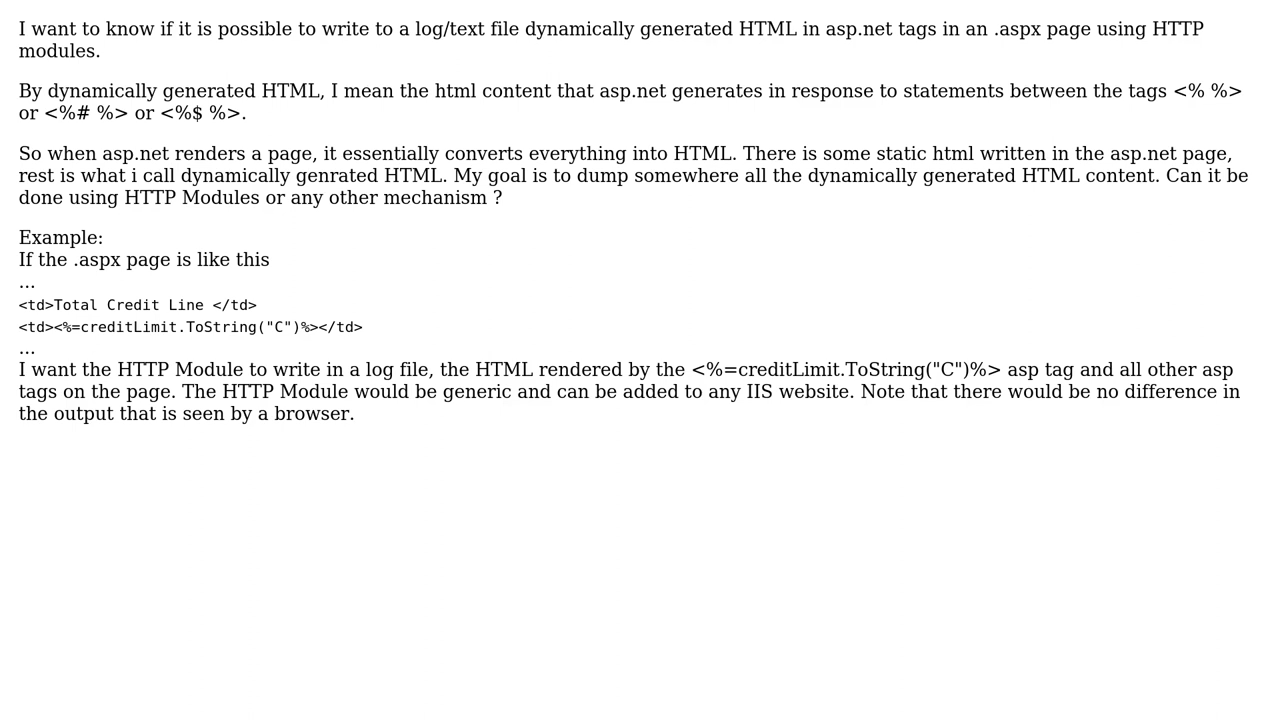 I want to know if it is possible to write to a log/text file dynamically generated HTML in asp.net tags in an .aspx page using HTTP
modules.
By dynamically generated HTML, I mean the html content that asp.net generates in response to statements between the tags <% %>
or <%# %> or <%$ %>.
So when asp.net renders a page, it essentially converts everything into HTML. There is some static html written in the asp.net page,
rest is what i call dynamically genrated HTML. My goal is to dump somewhere all the dynamically generated HTML content. Can it be
done using HTTP Modules or any other mechanism ?
Example:
If the .aspx page is like this
...
<td>Total Credit Line </td>
<td><%=creditLimit.ToString("C")%></td>
...
I want the HTTP Module to write in a log file, the HTML rendered by the <%=creditLimit.ToString("C")%> asp tag and all other asp
tags on the page. The HTTP Module would be generic and can be added to any IIS website. Note that there would be no difference in
the output that is seen by a browser.